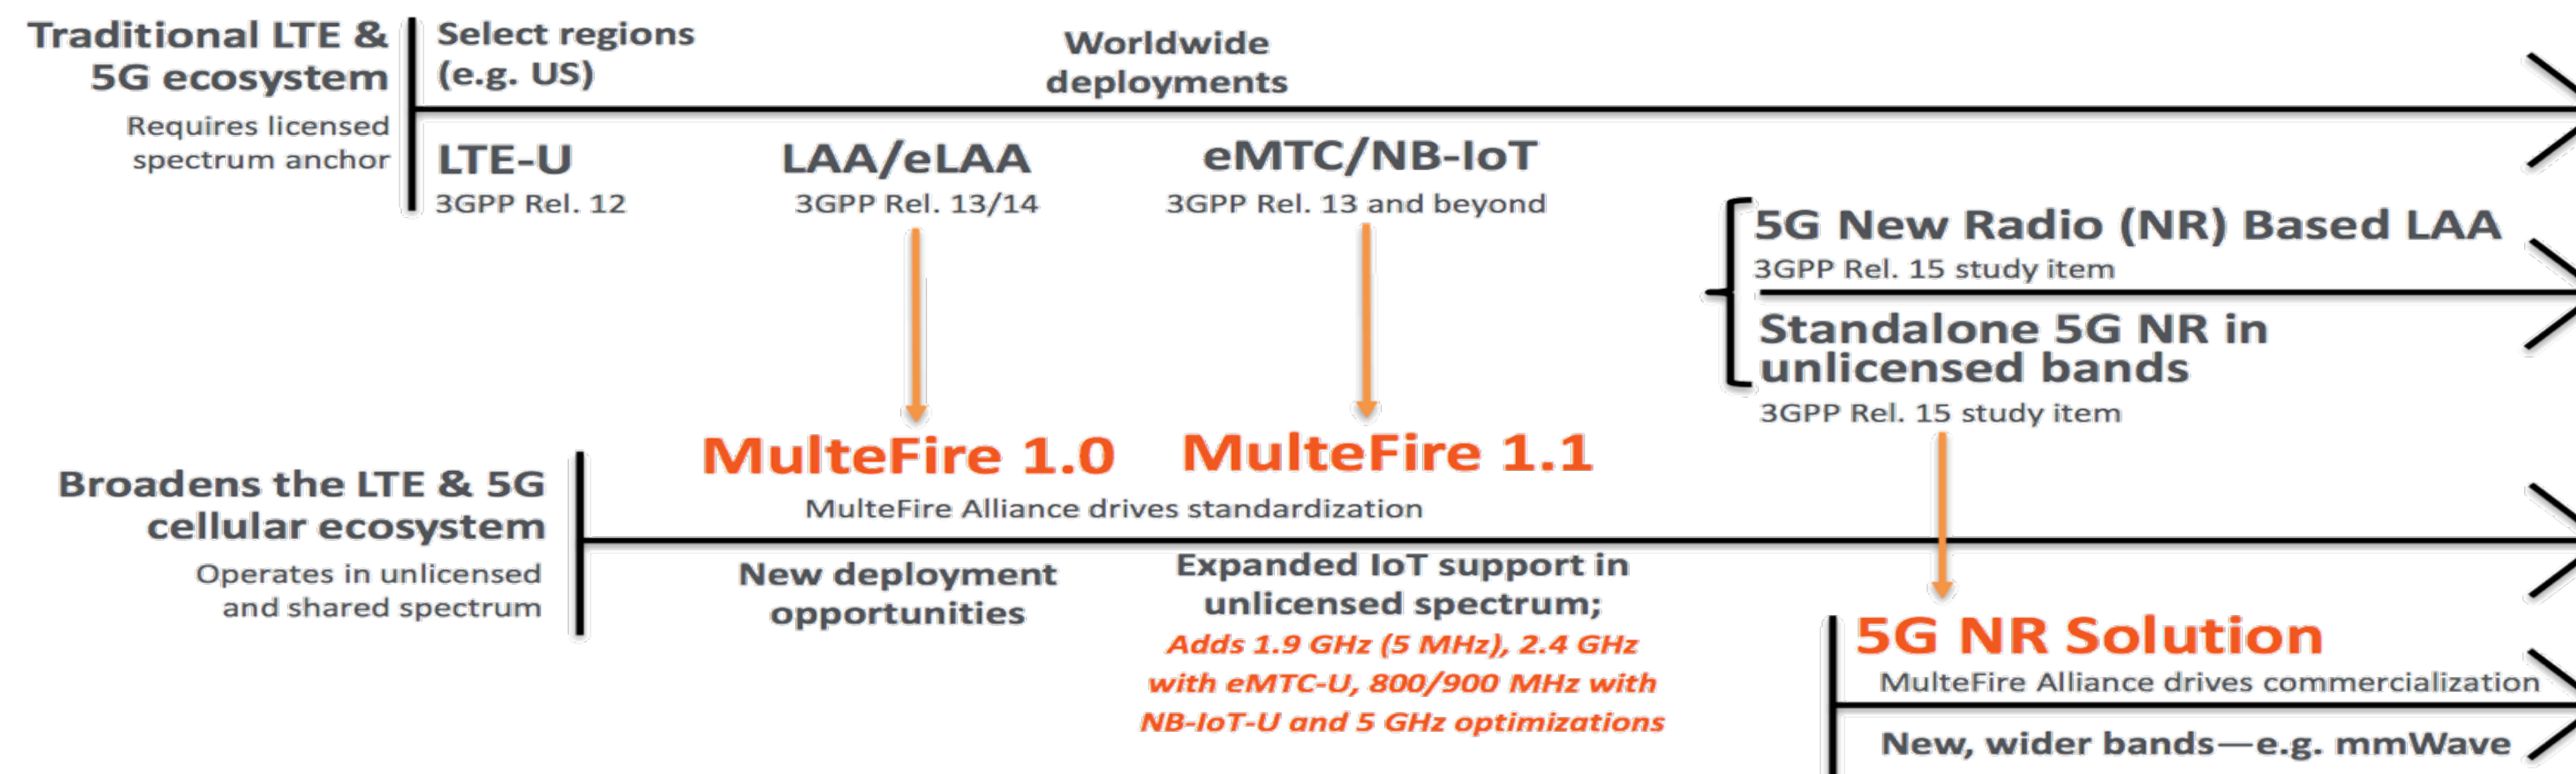 Traditional LTE &
5G ecosystem
Requires licensed
spectrum anchor
Select regions
(e.g. US)
Worldwide
deployments
LTE-U
3GPP Rel. 12
LAA/eLAA
3GPP Rel. 13/14
eMTC/NB-IoT
3GPP Rel. 13 and beyond
5G New Radio (NR) Based LAA
3GPP Rel. 15 study item
Standalone 5G NR in
unlicensed bands
3GPP Rel. 15 study item
Broadens the LTE & 5G
cellular ecosystem
Operates in unlicensed
and shared spectrum
MulteFire 1.0
MulteFire 1.1
MulteFire Alliance drives standardization
New deployment
opportunities
Expanded IoT support in
unlicensed spectrum;
Adds 1.9 GHz (5 MHz), 2.4 GHz
with eMTC-U, 800/900 MHz with
NB-IoT-U and 5 GHz optimizations
5G NR Solution
MulteFire Alliance drives commercialization
New, wider bands—e.g. mmWave